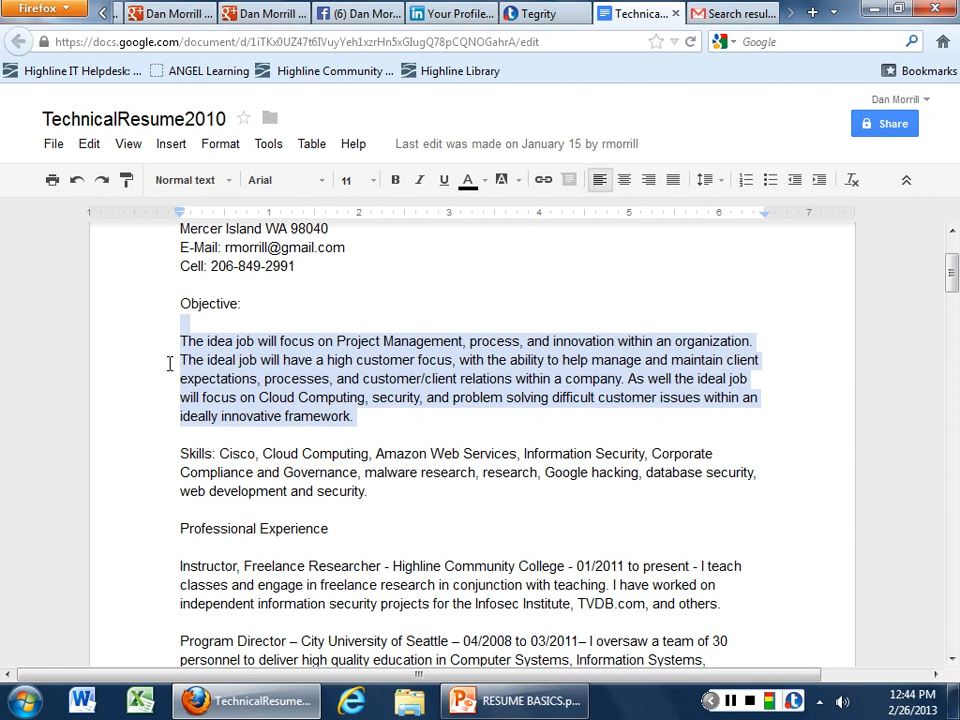 Firefox
Dan Morrill ...
Dan Morrill ...
(6) Dan Mor...
Your Profile...
Tegrity
Technica...
Search resul...
https://docs.google.com/document/d/1iTKx0UZ47t6IVuyYeh1xzrHn5xGIugQ78pCQNOGahrA/edit
Google
Highline IT Helpdesk: ...
ANGEL Learning
Highline Community ...
Highline Library
Bookmarks
Dan Morrill
TechnicalResume2010
Share
File Edit View Insert Format Tools Table Help
Last edit was made on January 15 by rmorrill
Normal text
Arial
11
B I U A A
1 1 2 3 4 5 6 7
Mercer Island WA 98040
E-Mail: rmorrill@gmail.com
Cell: 206-849-2991
Objective:
The idea job will focus on Project Management, process, and innovation within an organization.
The ideal job will have a high customer focus, with the ability to help manage and maintain client
expectations, processes, and customer/client relations within a company. As well the ideal job
will focus on Cloud Computing, security, and problem solving difficult customer issues within an
ideally innovative framework.
Skills: Cisco, Cloud Computing, Amazon Web Services, Information Security, Corporate
Compliance and Governance, malware research, research, Google hacking, database security,
web development and security.
Professional Experience
Instructor, Freelance Researcher - Highline Community College - 01/2011 to present - I teach
classes and engage in freelance research in conjunction with teaching. I have worked on
independent information security projects for the Infosec Institute, TVDB.com, and others.
Program Director – City University of Seattle – 04/2008 to 03/2011– I oversaw a team of 30
personnel to deliver high quality education in Computer Systems, Information Systems,
TechnicalResume...
RESUME BASICS.p...
12:44 PM
2/26/2013